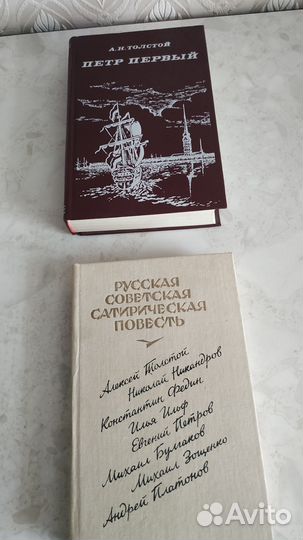 А.Н.ТОЛСТОЙ
ПЕТР ПЕРВЫЙ
РУССКАЯ
СОВЕТСКАЯ
САТИРИЧЕСКАЯ
ПОВЕСТЬ
Алексей Толстой
Николай Никандров
Константин Федин
Илья Ильф
Евгений Петров
Михаил Булгаков
Михаил Зощенко
Андрей Платонов
Avito